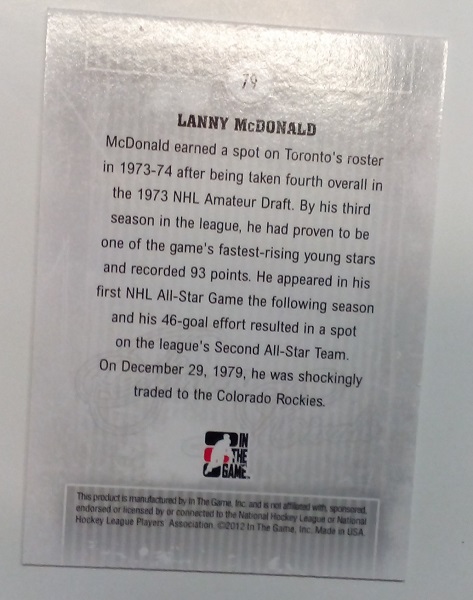 79
LANNY McDONALD
McDonald earned a spot on Toronto's roster
in 1973-74 after being taken fourth overall in
the 1973 NHL Amateur Draft. By his third
season in the league, he had proven to be
one of the game's fastest-rising young stars
and recorded 93 points. He appeared in his
first NHL All-Star Game the following season
and his 46-goal effort resulted in a spot
on the league's Second All-Star Team.
On December 29, 1979, he was shockingly
traded to the Colorado Rockies.
IN
THE
GAME
This product is manufactured by In The Game, Inc. and is not affiliated with, sponsored,
endorsed or licensed by or connected to the National Hockey League or National
Hockey League Players Association. ©2012 In The Game, Inc. Made in USA.